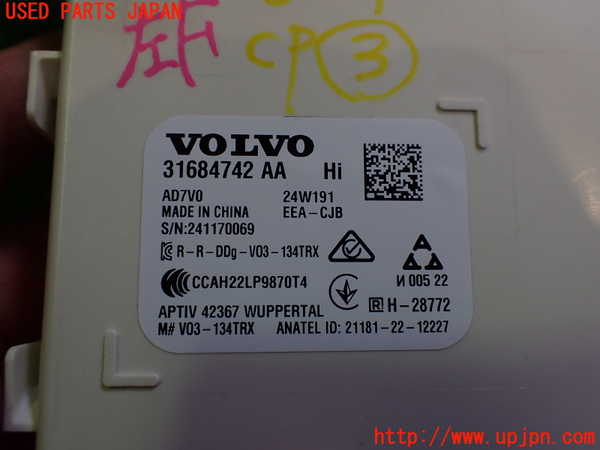 USED PARTS JAPAN
左F
CP ③
VOLVO
31684742 AA Hi
AD7V0 24W191
MADE IN CHINA EEA-CJB
S/N:241170069
R-R-DDg-V03-134TRX
CCAH22LP9870T4
И 005 22
R H-28772
APTIV 42367 WUPPERTAL
M# V03-134TRX ANATEL ID: 21181-22-12227
http://www.upjpn.com/